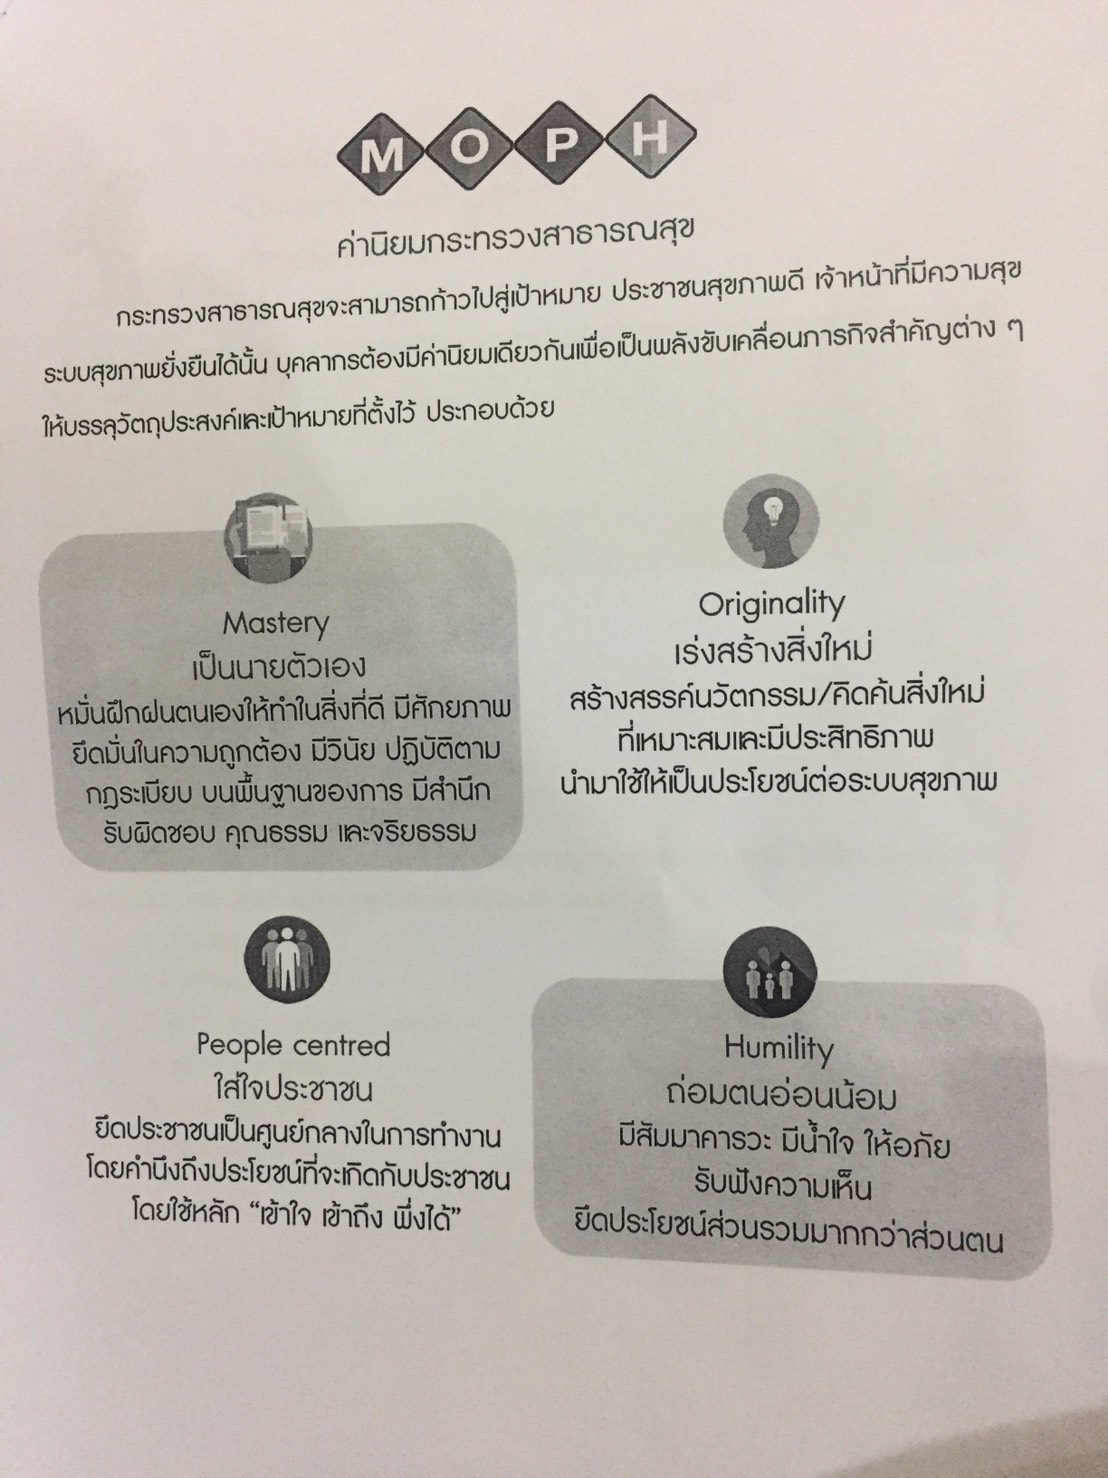 MOPH
ค่านิยมกระทรวงสาธารณสุข
กระทรวงสาธารณสุขจะสามารถก้าวไปสู่เป้าหมาย ประชาชนสุขภาพดี เจ้าหน้าที่มีความสุข
ระบบสุขภาพยั่งยืนได้นั้น บุคลากรต้องมีค่านิยมเดียวกันเพื่อเป็นพลังขับเคลื่อนภารกิจสำคัญต่าง ๆ
ให้บรรลุวัตถุประสงค์และเป้าหมายที่ตั้งไว้ ประกอบด้วย
Mastery
เป็นนายตัวเอง
หมั่นฝึกฝนตนเองให้ทำในสิ่งที่ดี มีศักยภาพ
ยึดมั่นในความถูกต้อง มีวินัย ปฏิบัติตาม
กฎระเบียบ บนพื้นฐานของการ มีสำนึก
รับผิดชอบ คุณธรรม และจริยธรรม
Originality
เร่งสร้างสิ่งใหม่
สร้างสรรค์นวัตกรรม/คิดค้นสิ่งใหม่
ที่เหมาะสมและมีประสิทธิภาพ
นำมาใช้ให้เป็นประโยชน์ต่อระบบสุขภาพ
People centred
ใส่ใจประชาชน
ยึดประชาชนเป็นศูนย์กลางในการทำงาน
โดยคำนึงถึงประโยชน์ที่จะเกิดกับประชาชน
โดยใช้หลัก “เข้าใจ เข้าถึง พึ่งได้”
Humility
ถ่อมตนอ่อนน้อม
มีสัมมาคารวะ มีน้ำใจ ให้อภัย
รับฟังความเห็น
ยึดประโยชน์ส่วนรวมมากกว่าส่วนตน